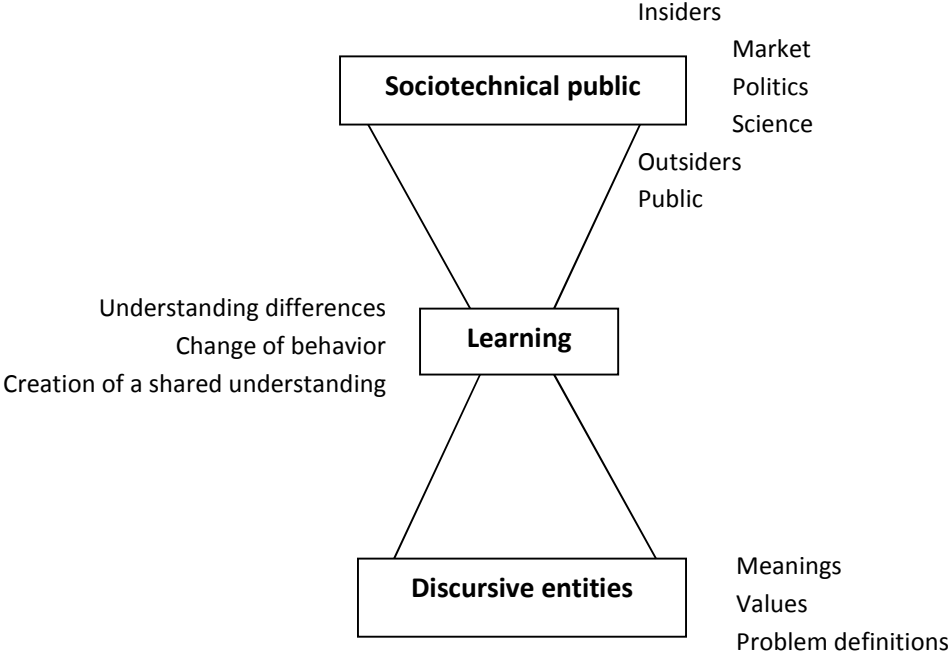 Insiders
Market
Sociotechnical public
Politics
Science
Outsiders
Public
Understanding differences
Change of behavior
Learning
Creation of a shared understanding
Discursive entities
Meanings
Values
Problem definitions